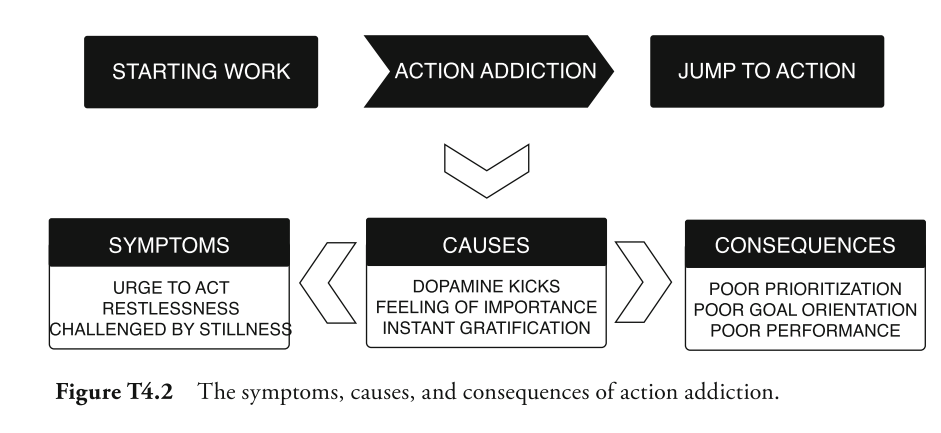 STARTING WORK
ACTION ADDICTION
JUMP TO ACTION
SYMPTOMS
URGE TO ACT
RESTLESSNESS
CHALLENGED BY STILLNESS
CAUSES
DOPAMINE KICKS
FEELING OF IMPORTANCE
INSTANT GRATIFICATION
CONSEQUENCES
POOR PRIORITIZATION
POOR GOAL ORIENTATION
POOR PERFORMANCE
Figure T4.2 The symptoms, causes, and consequences of action addiction.